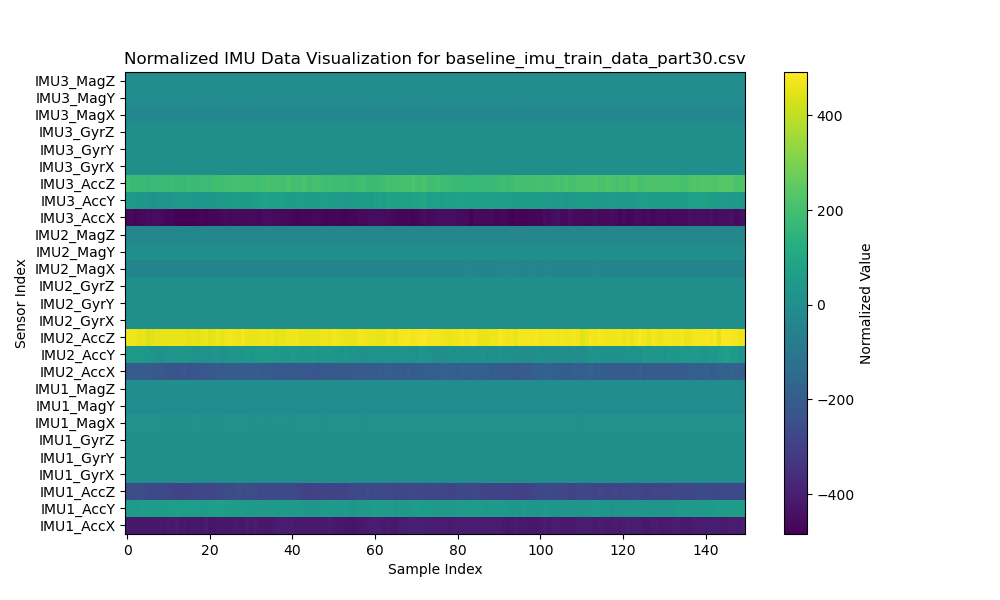 Normalized IMU Data Visualization for baseline_imu_train_data_part30.csv
IMU3_MagZ
IMU3_MagY
IMU3_MagX
IMU3_GyrZ
IMU3_GyrY
IMU3_GyrX
IMU3_AccZ
IMU3_AccY
IMU3_AccX
IMU2_MagZ
IMU2_MagY
IMU2_MagX
IMU2_GyrZ
IMU2_GyrY
IMU2_GyrX
IMU2_AccZ
IMU2_AccY
IMU2_AccX
IMU1_MagZ
IMU1_MagY
IMU1_MagX
IMU1_GyrZ
IMU1_GyrY
IMU1_GyrX
IMU1_AccZ
IMU1_AccY
IMU1_AccX
Sensor Index
0 20 40 60 80 100 120 140
Sample Index
400
200
0
−200
−400
Normalized Value